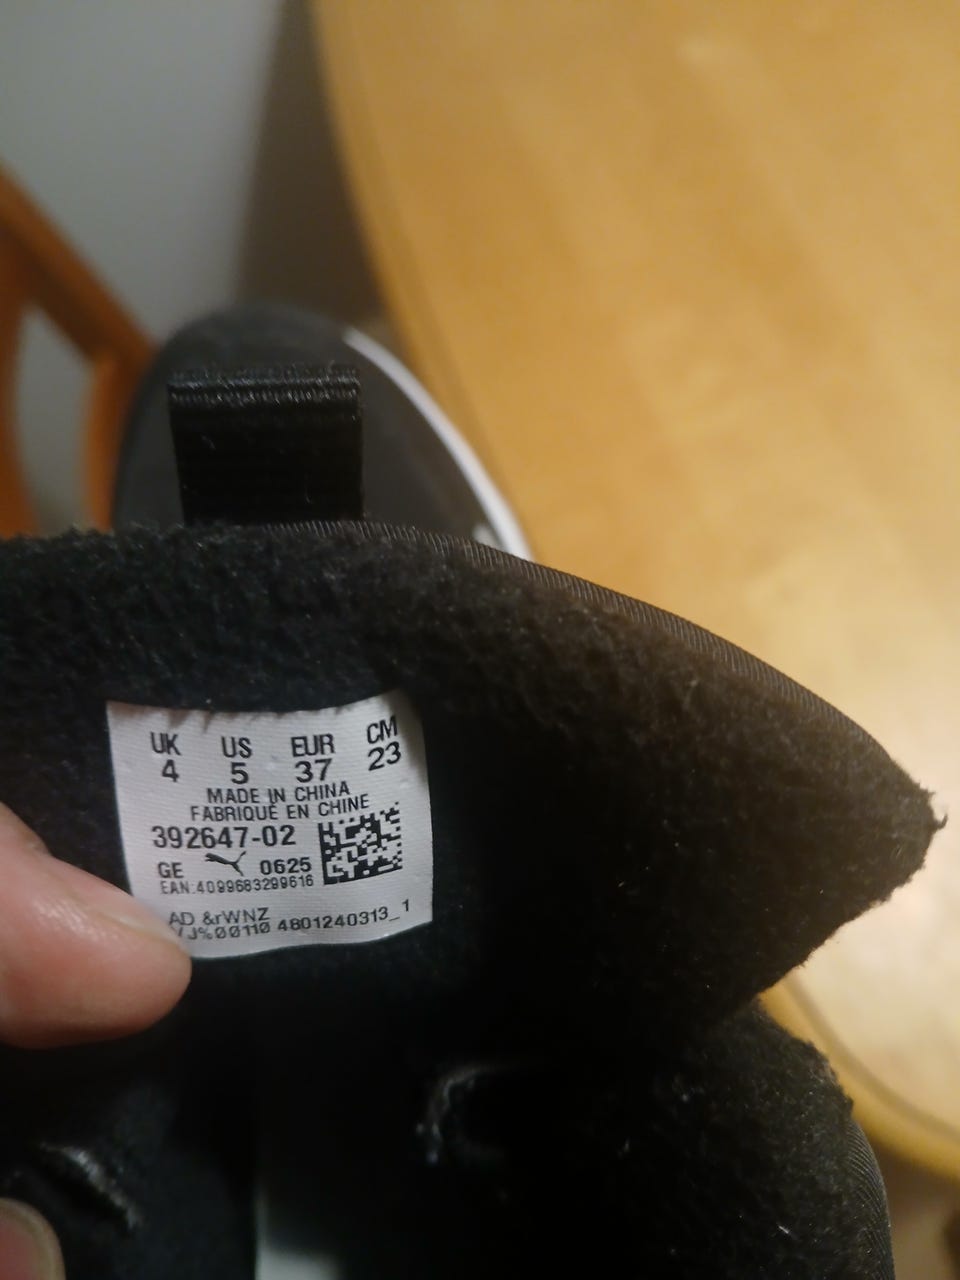 UK US EUR CM
4 5 37 23
MADE IN CHINA
FABRIQUÉ EN CHINE
392647-02
GE 0625
EAN:4099683299616
AD &rWNZ
J%00110 4801240313_1